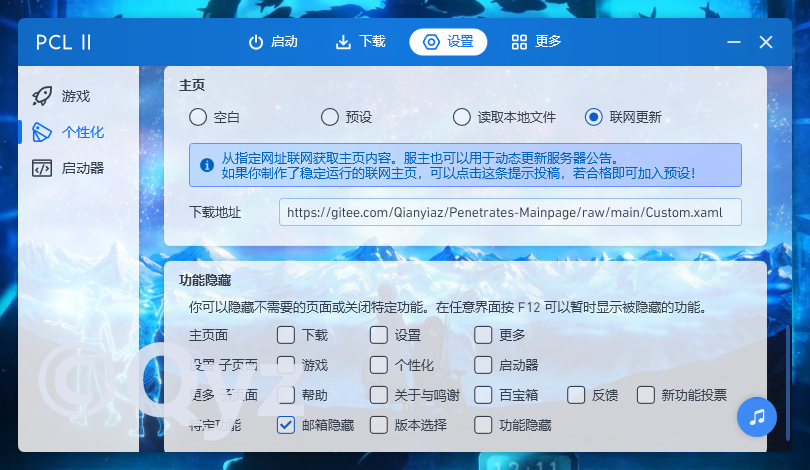 PCL II
启动 下载 设置 更多
游戏
个性化
启动器
主页
空白 预设 读取本地文件 联网更新
从指定网址联网获取主页内容。服主也可以用于动态更新服务器公告。
如果你制作了稳定运行的联网主页，可以点击这条提示投稿，若合格即可加入预设！
下载地址 https://gitee.com/Qianyiaz/Penetrates-Mainpage/raw/main/Custom.xaml
功能隐藏
你可以隐藏不需要的页面或关闭特定功能。在任意界面按 F12 可以暂时显示被隐藏的功能。
主页面 下载 设置 更多
设置 子页面 游戏 个性化 启动器
更多 子页面 帮助 关于与鸣谢 百宝箱 反馈 新功能投票
特定功能 邮箱隐藏 版本选择 功能隐藏
©Qyz
12:11